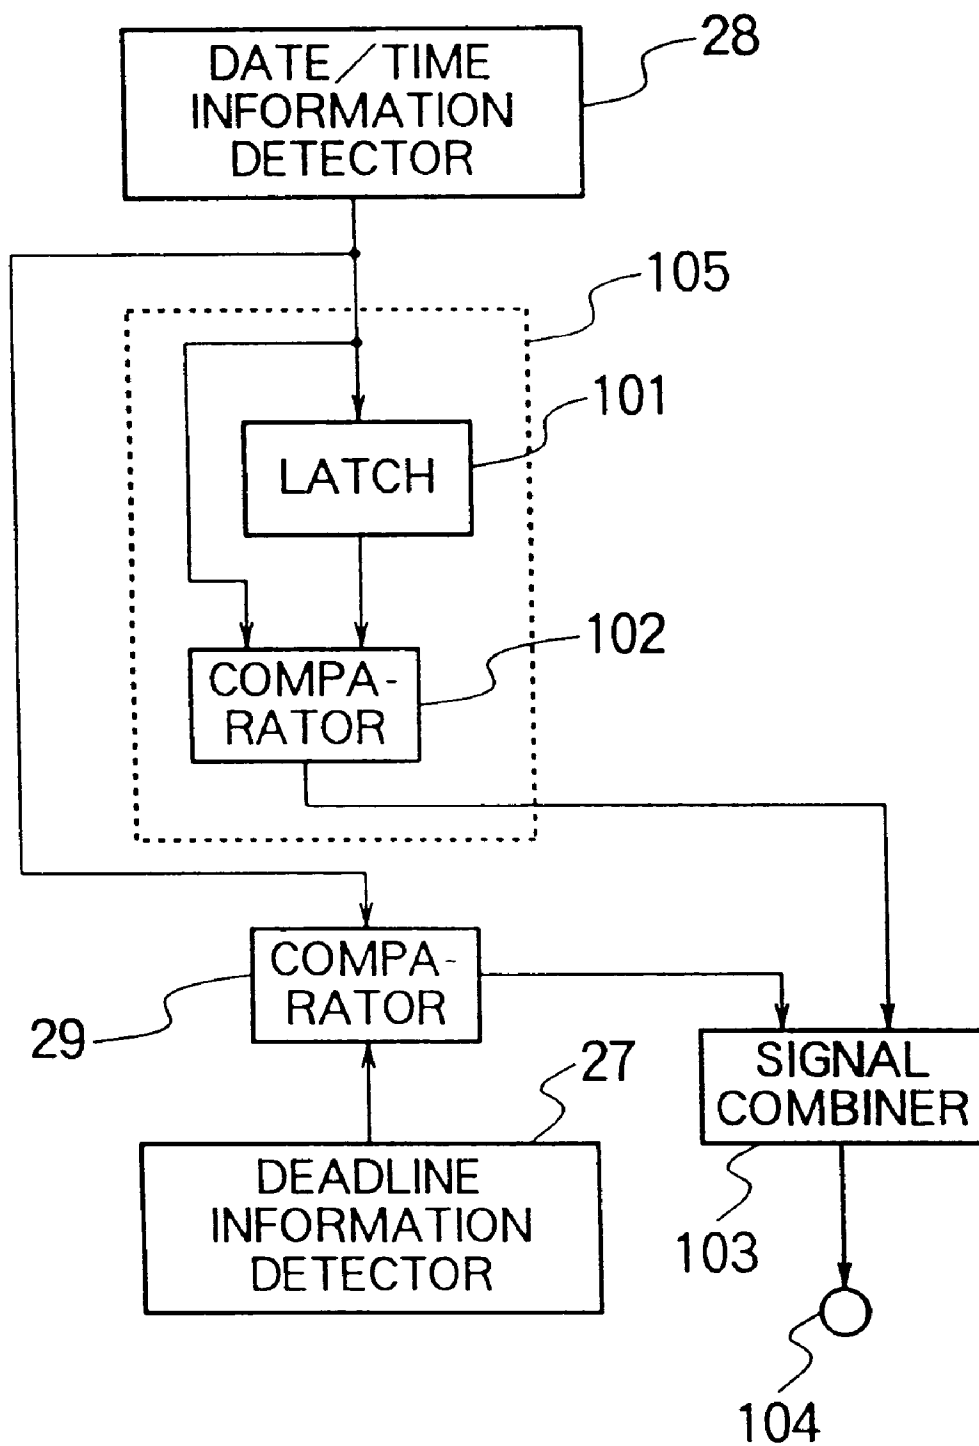 DATE/TIME
INFORMATION
DETECTOR
28
105
101
LATCH
102
COMPA-
RATOR
COMPA-
RATOR
29
27
SIGNAL
COMBINER
DEADLINE
INFORMATION
DETECTOR
103
104